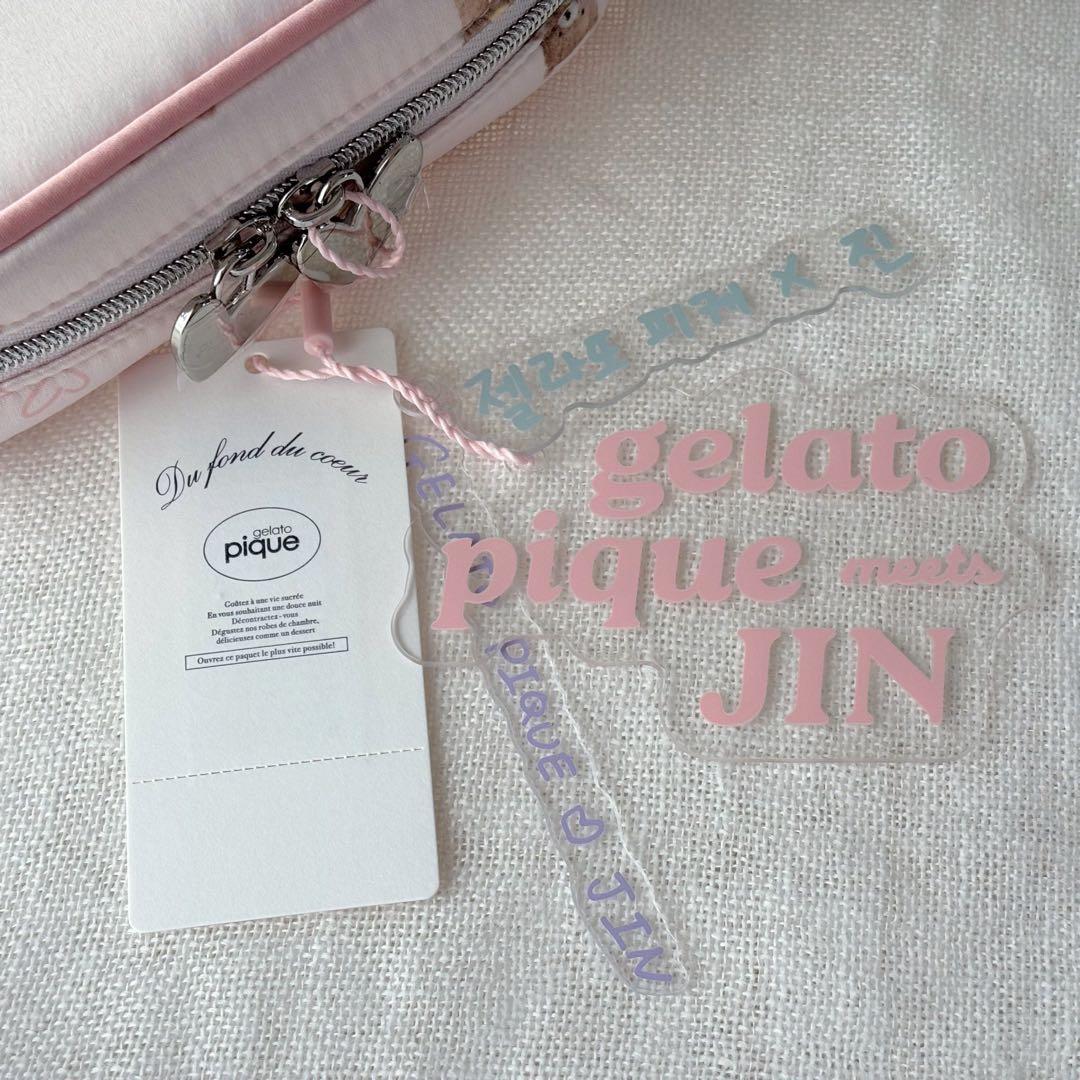 젤라또 피케 X 진
gelato
pique meets
JIN
GELATO PIQUE ♡ JIN
Du fond du coeur
gelato
pique
Goûtez à une vie sucrée
En vous souhaitant une douce nuit
Décontractez-vous
Dégustez nos robes de chambre,
délicieuses comme un dessert
Ouvrez ce paquet le plus vite possible!